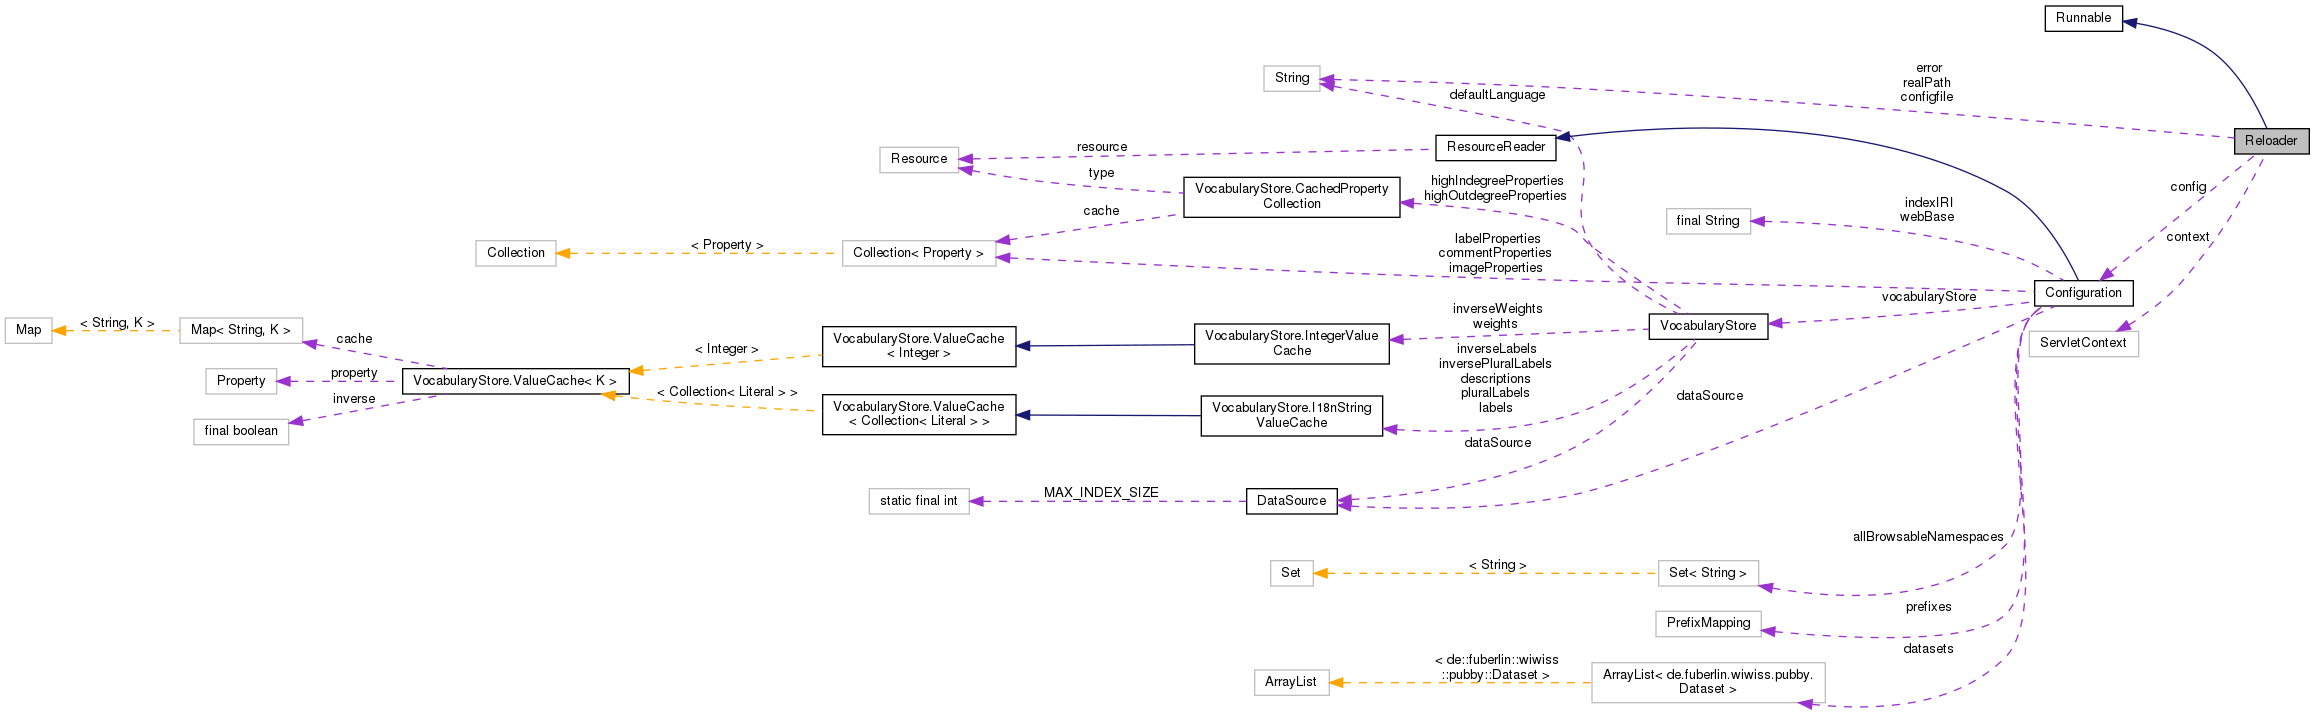 Runnable
String
error
realPath
configfile
defaultLanguage
Reloader
ResourceReader
resource
Resource
type
VocabularyStore.CachedProperty
Collection
highIndegreeProperties
highOutdegreeProperties
config
indexIRI
webBase
final String
cache
context
Collection
< Property >
Collection< Property >
labelProperties
commentProperties
imageProperties
Configuration
vocabularyStore
Map
< String, K >
Map< String, K >
cache
VocabularyStore
inverseWeights
weights
VocabularyStore.IntegerValue
Cache
VocabularyStore.ValueCache
< Integer >
< Integer >
ServletContext
Property
property
VocabularyStore.ValueCache< K >
inverse
final boolean
< Collection< Literal > >
VocabularyStore.ValueCache
< Collection< Literal > >
VocabularyStore.I18nString
ValueCache
inverseLabels
inversePluralLabels
descriptions
pluralLabels
labels
dataSource
dataSource
static final int
MAX_INDEX_SIZE
DataSource
allBrowsableNamespaces
Set
< String >
Set< String >
prefixes
PrefixMapping
datasets
ArrayList
< de::fuberlin::wiwiss
::pubby::Dataset >
ArrayList< de.fuberlin.wiwiss.pubby.
Dataset >